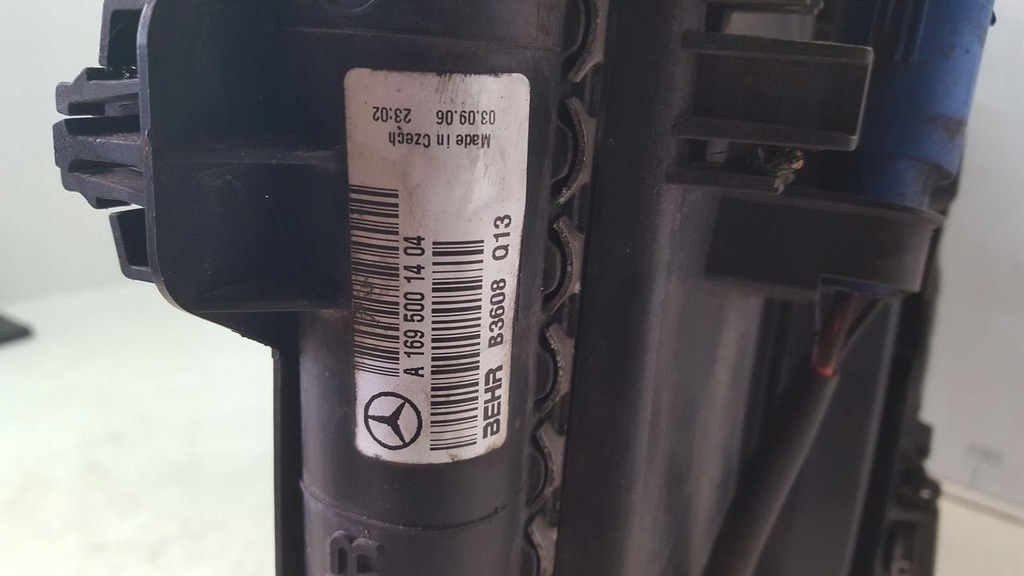 03.09.06 23:02
Made in Czech
A 169 500 14 04
BEHR B3608 Q13
R